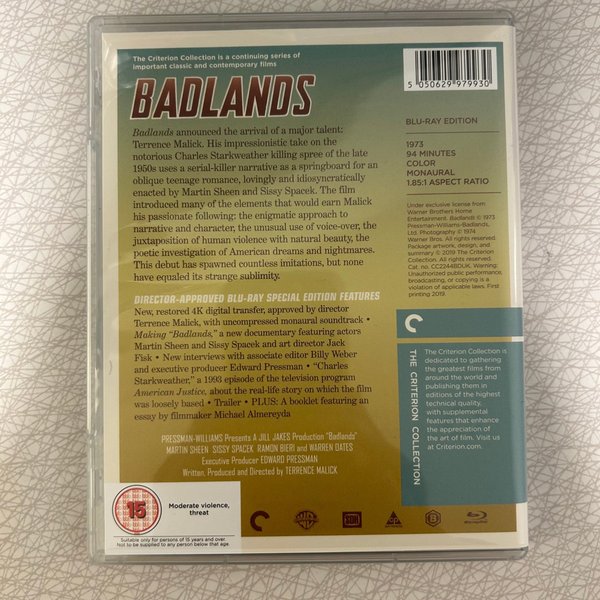 The Criterion Collection is a continuing series of
important classic and contemporary films
BADLANDS
Badlands announced the arrival of a major talent:
Terrence Malick. His impressionistic take on the
notorious Charles Starkweather killing spree of the late
1950s uses a serial-killer narrative as a springboard for an
oblique teenage romance, lovingly and idiosyncratically
enacted by Martin Sheen and Sissy Spacek. The film
introduced many of the elements that would earn Malick
his passionate following: the enigmatic approach to
narrative and character, the unusual use of voice-over, the
juxtaposition of human violence with natural beauty, the
poetic investigation of American dreams and nightmares.
This debut has spawned countless imitations, but none
have equaled its strange sublimity.
DIRECTOR-APPROVED BLU-RAY SPECIAL EDITION FEATURES
New, restored 4K digital transfer, approved by director
Terrence Malick, with uncompressed monaural soundtrack •
Making "Badlands," a new documentary featuring actors
Martin Sheen and Sissy Spacek and art director Jack
Fisk • New interviews with associate editor Billy Weber
and executive producer Edward Pressman • "Charles
Starkweather," a 1993 episode of the television program
American Justice, about the real-life story on which the film
was loosely based • Trailer • PLUS: A booklet featuring an
essay by filmmaker Michael Almereyda
PRESSMAN-WILLIAMS Presents A JILL JAKES Production "Badlands"
MARTIN SHEEN SISSY SPACEK RAMON BIERI and WARREN OATES
Executive Producer EDWARD PRESSMAN
Written, Produced and Directed by TERRENCE MALICK
15
Moderate violence,
threat
Suitable only for persons of 15 years and over.
Not to be supplied to any person below that age.
5 050629 979930
BLU-RAY EDITION
1973
94 MINUTES
COLOR
MONAURAL
1.85:1 ASPECT RATIO
Under exclusive license from
Warner Brothers Home
Entertainment. Badlands © 1973
Pressman-Williams-Badlands,
Ltd. Photography © 1974
Warner Bros. All rights reserved.
Package artwork, design, and
summary © 2019 The Criterion
Collection. All rights reserved.
Cat. no. CC2244BDUK. Warning:
Unauthorized public performance,
broadcasting, or copying is a
violation of applicable laws. First
printing 2019.
THE CRITERION COLLECTION
The Criterion Collection is
dedicated to gathering
the greatest films from
around the world and
publishing them in
editions of the highest
technical quality,
with supplemental
features that enhance
the appreciation of
the art of film. Visit us
at Criterion.com.